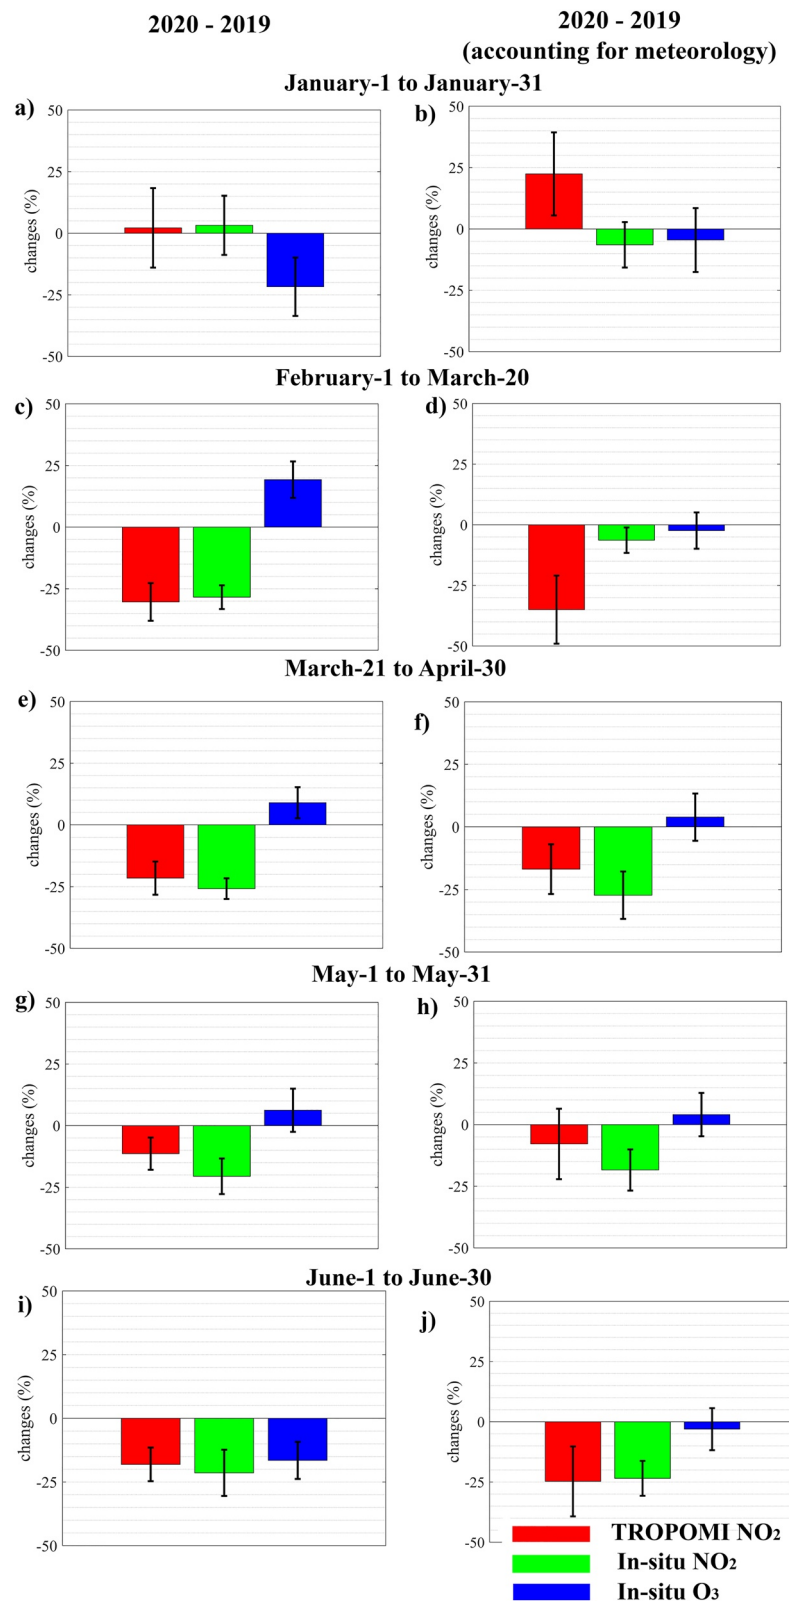 2020 - 2019
2020 - 2019
(accounting for meteorology)
January-1 to January-31
a)
50
25
0
-25
-50
changes (%)
b)
50
25
0
-25
-50
changes (%)
February-1 to March-20
c)
50
25
0
-25
-50
changes (%)
d)
50
25
0
-25
-50
changes (%)
March-21 to April-30
e)
50
25
0
-25
-50
changes (%)
f)
50
25
0
-25
-50
changes (%)
May-1 to May-31
g)
50
25
0
-25
-50
changes (%)
h)
50
25
0
-25
-50
changes (%)
June-1 to June-30
i)
50
25
0
-25
-50
changes (%)
j)
50
25
0
-25
-50
changes (%)
TROPOMI NO₂
In-situ NO₂
In-situ O₃